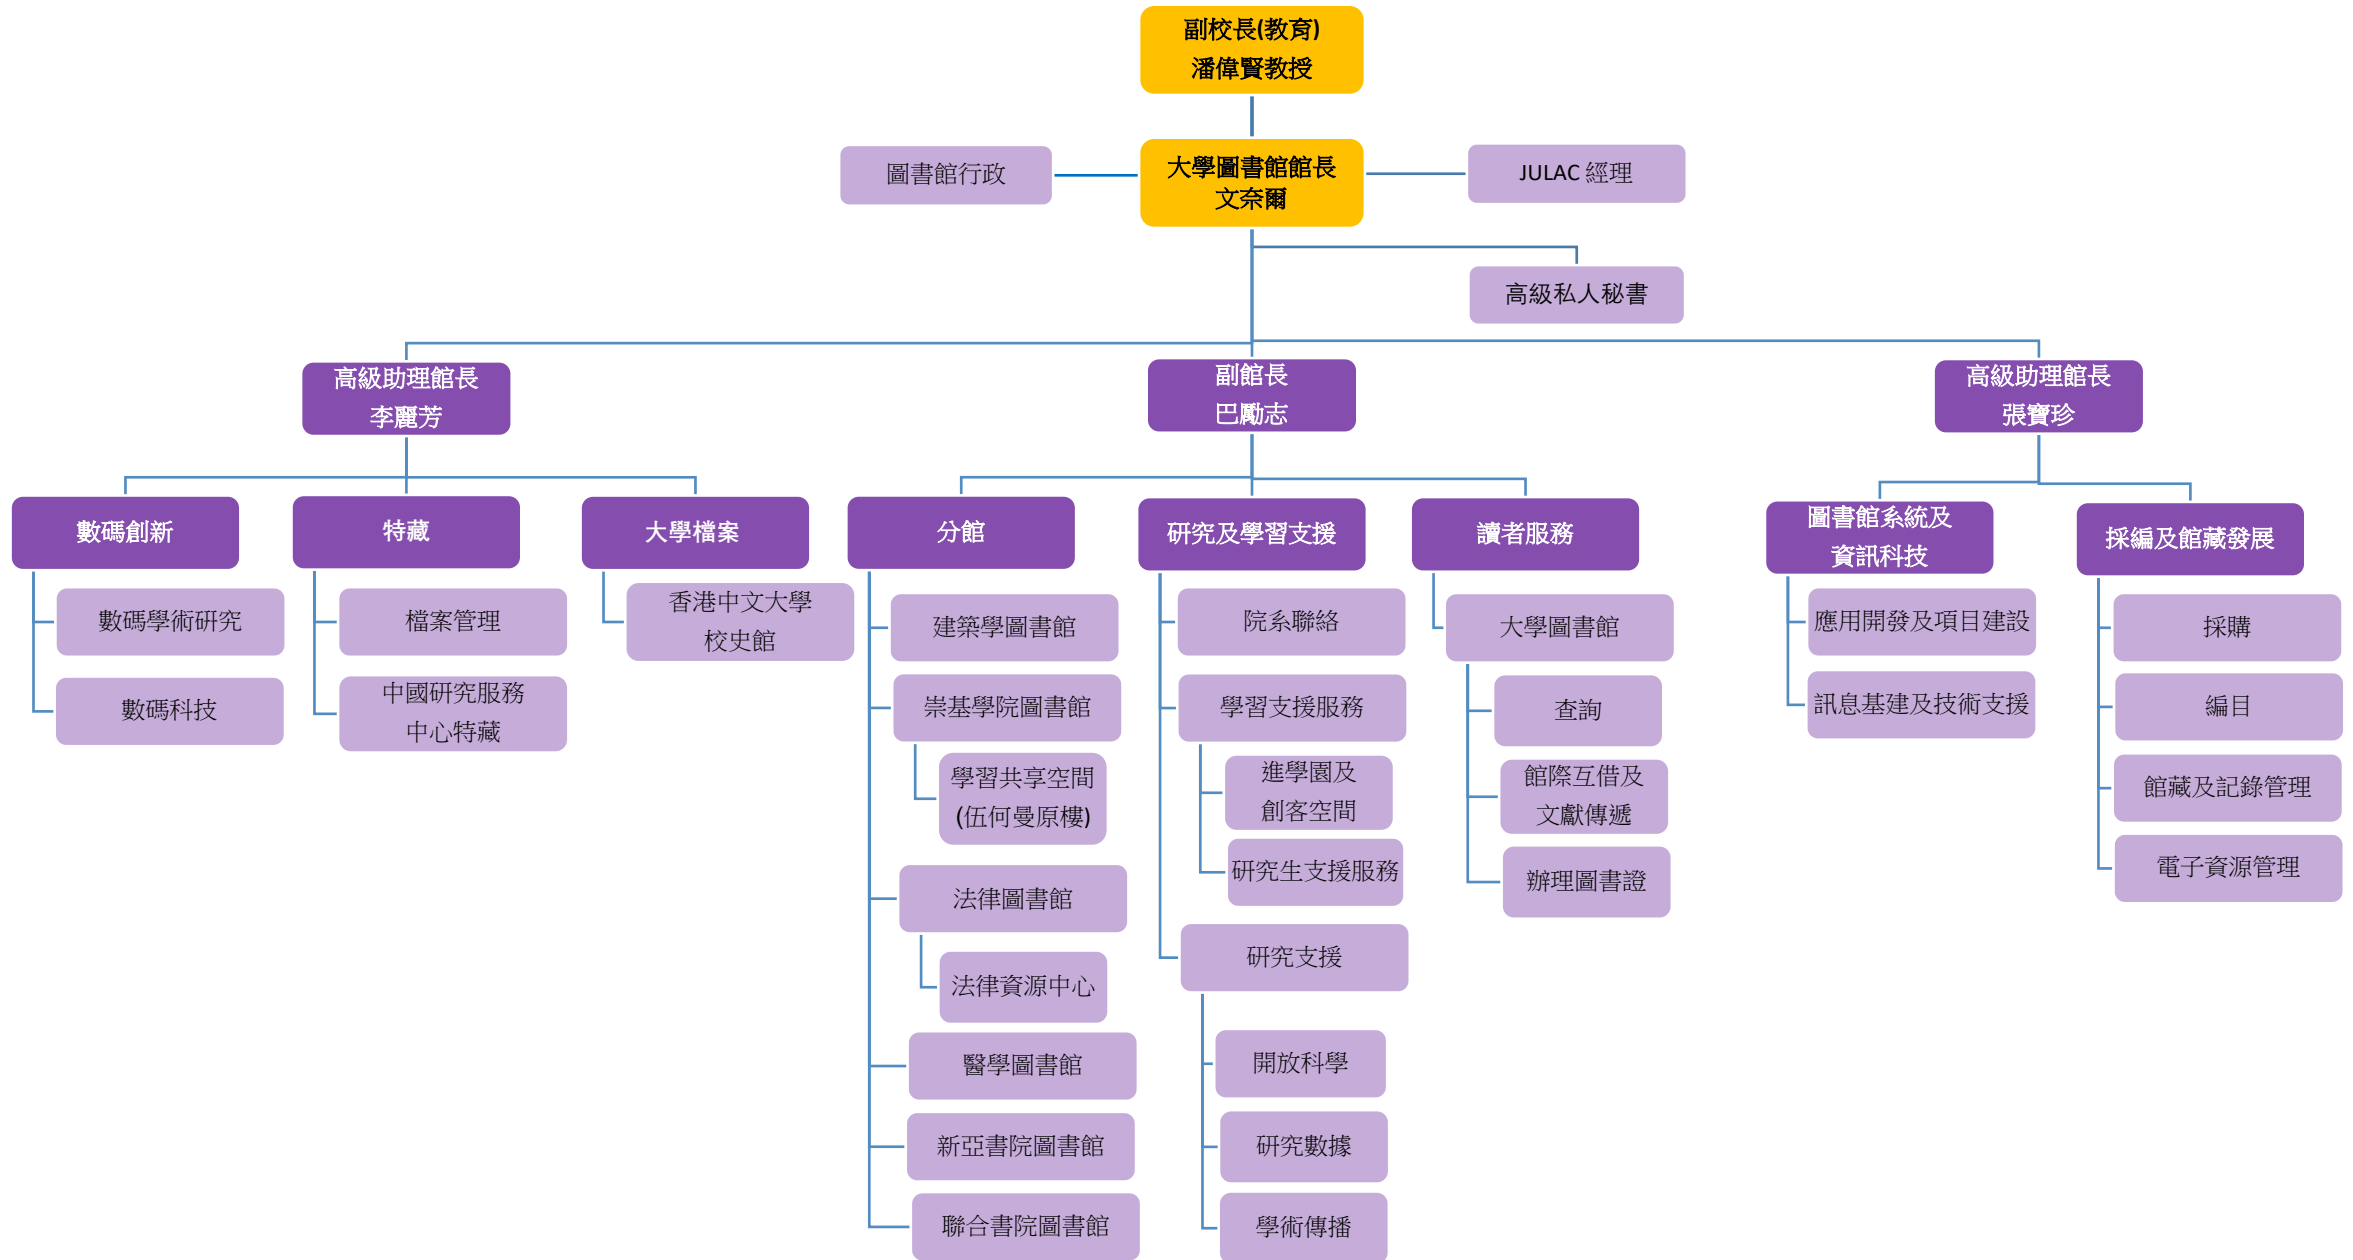 副校長(教育)
潘偉賢教授
圖書館行政
大學圖書館館長
文奈爾
JULAC 經理
高級私人秘書
高級助理館長
李麗芳
副館長
巴勵志
高級助理館長
張寶珍
數碼創新
數碼學術研究
數碼科技
特藏
檔案管理
中國研究服務
中心特藏
大學檔案
香港中文大學
校史館
分館
建築學圖書館
崇基學院圖書館
學習共享空間
(伍何曼原樓)
法律圖書館
法律資源中心
醫學圖書館
新亞書院圖書館
聯合書院圖書館
研究及學習支援
院系聯絡
學習支援服務
進學園及
創客空間
研究生支援服務
研究支援
開放科學
研究數據
學術傳播
讀者服務
大學圖書館
查詢
館際互借及
文獻傳遞
辦理圖書證
圖書館系統及
資訊科技
應用開發及項目建設
訊息基建及技術支援
採編及館藏發展
採購
編目
館藏及記錄管理
電子資源管理